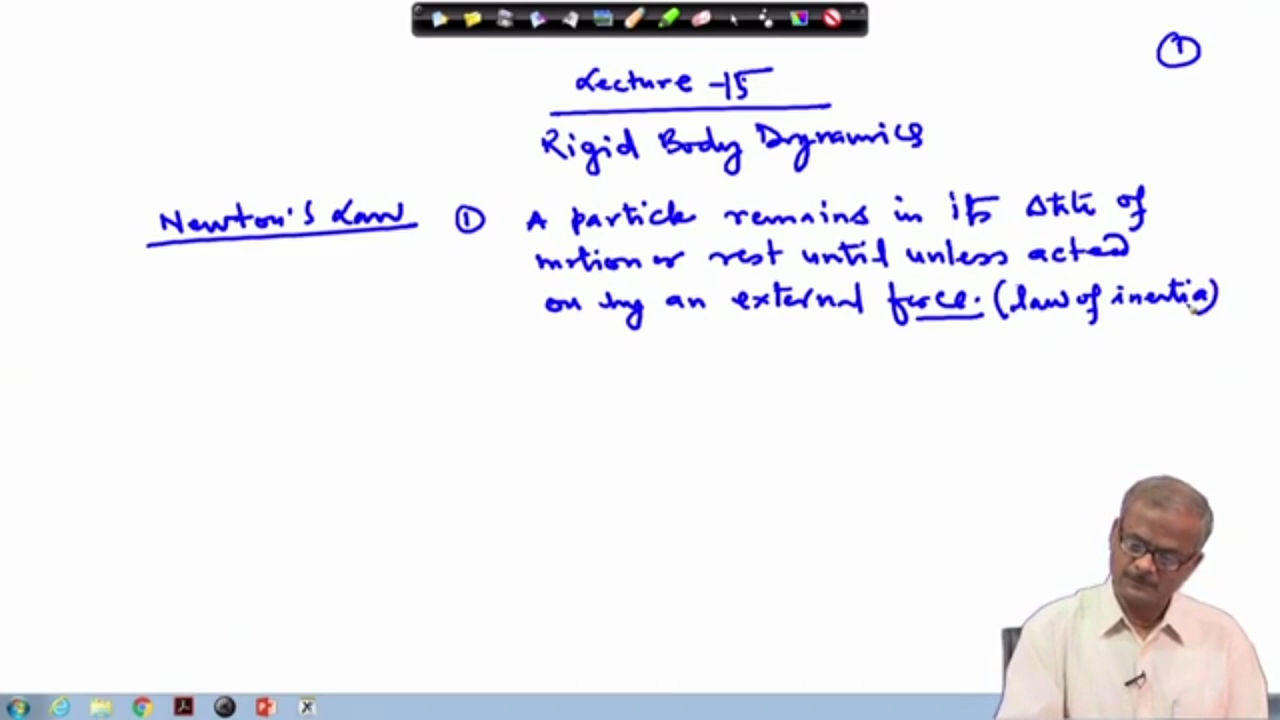 1
Lecture -15
Rigid Body Dynamics
Newton's Law ① A particle remains in its state of
motion or rest until unless acted
on by an external force. (law of inertia)